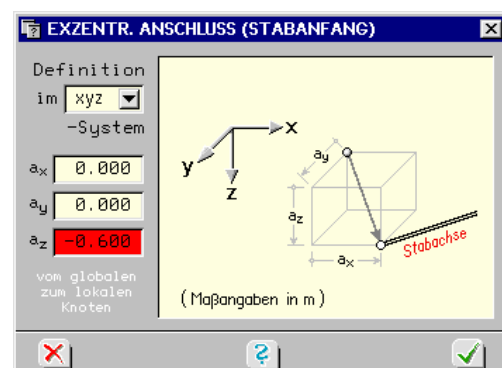 EXZENTR. ANSCHLUSS (STABANFANG)
Definition
im xyz
-System
ax 0.000
ay 0.000
az -0.600
vom globalen
zum lokalen
Knoten
x
y
z
ay
az
ax
Stabachse
(Maßangaben in m)